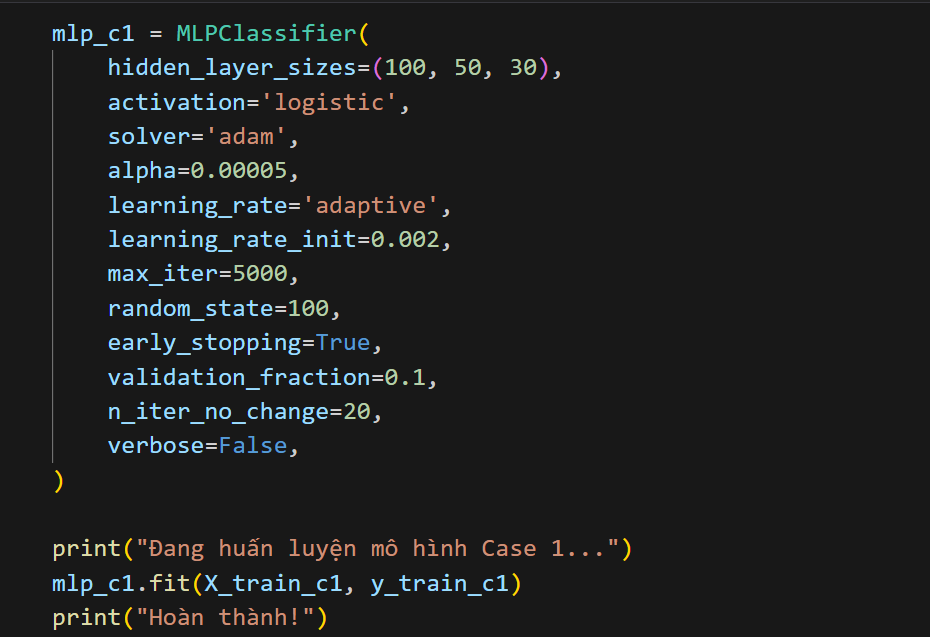 mlp_c1 = MLPClassifier(
    hidden_layer_sizes=(100, 50, 30),
    activation='logistic',
    solver='adam',
    alpha=0.00005,
    learning_rate='adaptive',
    learning_rate_init=0.002,
    max_iter=5000,
    random_state=100,
    early_stopping=True,
    validation_fraction=0.1,
    n_iter_no_change=20,
    verbose=False,
)
print("Đang huấn luyện mô hình Case 1...")
mlp_c1.fit(X_train_c1, y_train_c1)
print("Hoàn thành!")